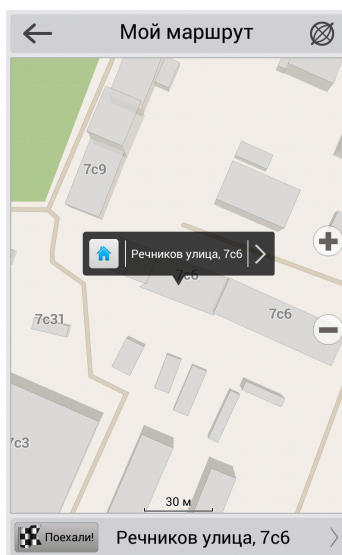 Мой маршрут
7с9
Речников улица, 7с6
7с6
7с6
7с31
7с3
30 м
Поехали!
Речников улица, 7с6